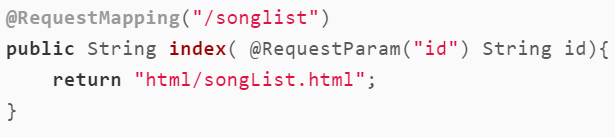 @RequestMapping("/songlist")
public String index( @RequestParam("id") String id){
    return "html/songList.html";
}